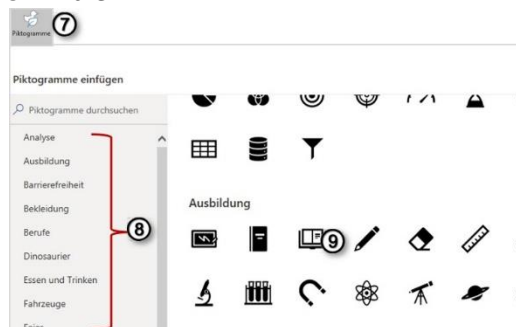 Piktogramme
7
Piktogramme einfügen
Piktogramme durchsuchen
Analyse
Ausbildung
Barrierefreiheit
Bekleidung
Berufe
Dinosaurier
Essen und Trinken
Fahrzeuge
8
Ausbildung
9